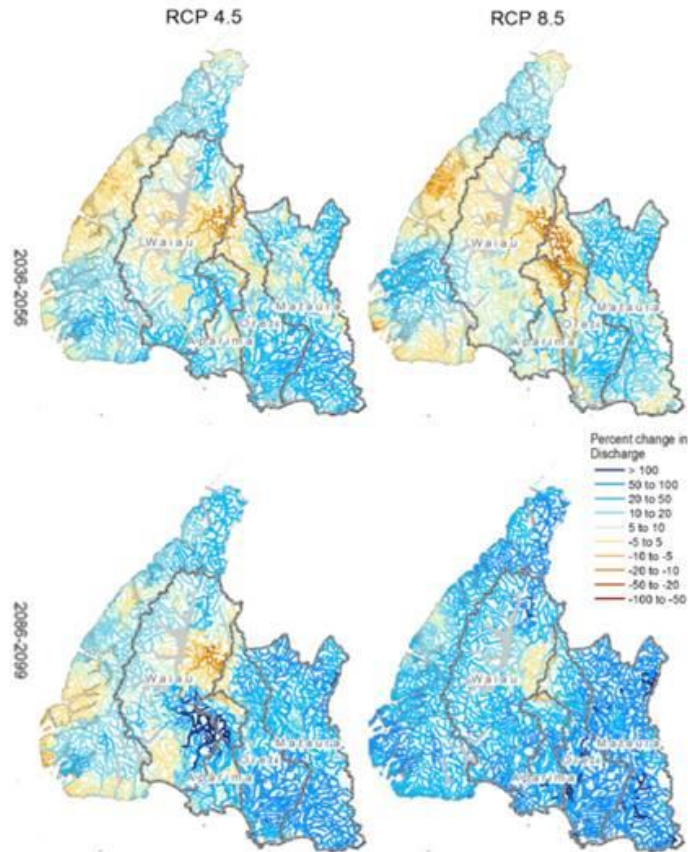 RCP 4.5
RCP 8.5
2036-2056
Waiau
Mataura
Oreti
Aparima
Waiau
Mataura
Oreti
Aparima
Percent change in
Discharge
> 100
50 to 100
20 to 50
10 to 20
5 to 10
-5 to 5
-10 to -5
-20 to -10
-50 to -20
-100 to -50
2086-2099
Waiau
Mataura
Oreti
Aparima
Waiau
Mataura
Oreti
Aparima